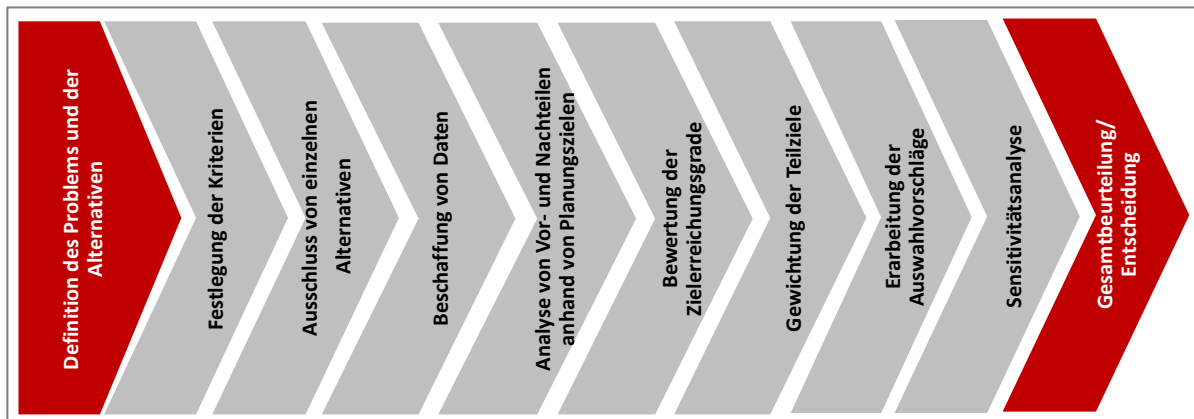 Definition des Problems und der
Alternativen
Festlegung der Kriterien
Ausschluss von einzelnen
Alternativen
Beschaffung von Daten
Analyse von Vor- und Nachteilen
anhand von Planungszielen
Bewertung der
Zielerreichungsgrade
Gewichtung der Teilziele
Erarbeitung der
Auswahlvorschläge
Sensitivitätsanalyse
Gesamtbeurteilung/
Entscheidung